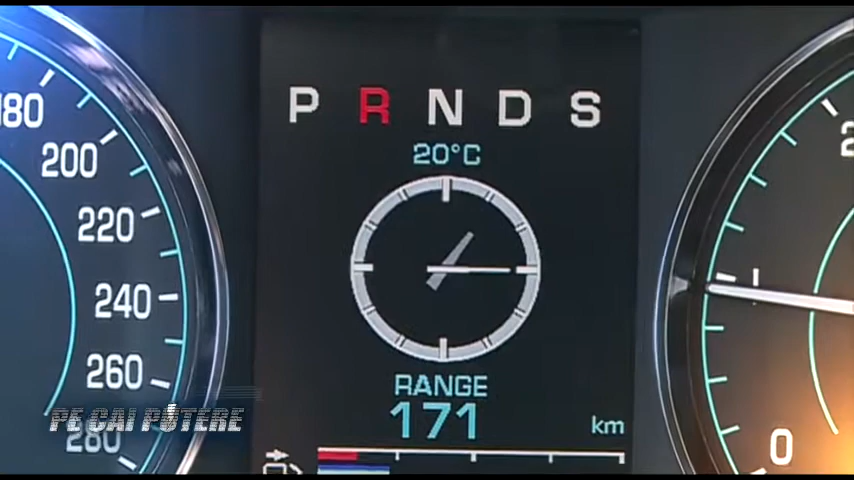 P R N D S
20°C
180
200
220
240
260
280
RANGE
171 km
0
PE CAI PUTERE